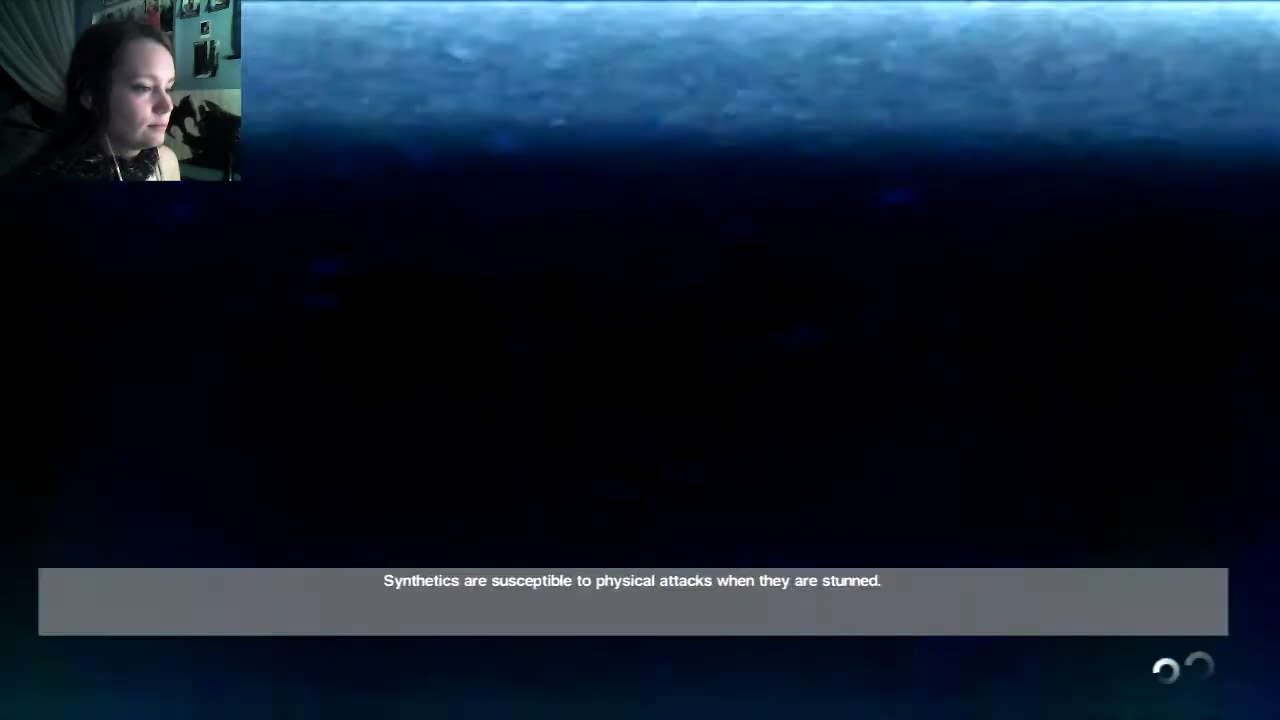 Synthetics are susceptible to physical attacks when they are stunned.